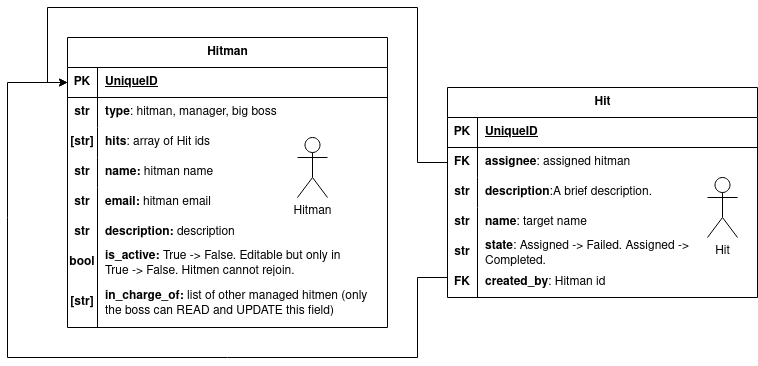 Hitman
PK UniqueID
str type: hitman, manager, big boss
[str] hits: array of Hit ids
str name: hitman name
str email: hitman email
str description: description
bool is_active: True -> False. Editable but only in
True -> False. Hitmen cannot rejoin.
[str] in_charge_of: list of other managed hitmen (only
the boss can READ and UPDATE this field)
Hitman
Hit
PK UniqueID
FK assignee: assigned hitman
str description:A brief description.
str name: target name
str state: Assigned -> Failed. Assigned ->
Completed.
FK created_by: Hitman id
Hit